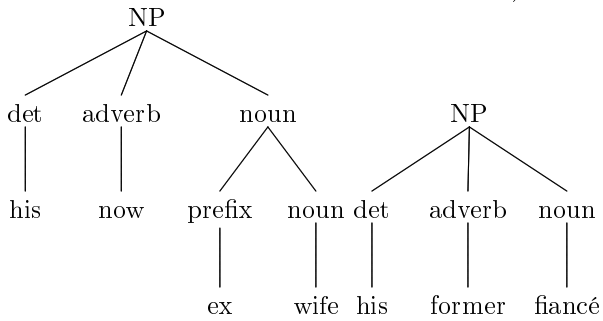 NP
det adverb noun NP
his now prefix noun det adverb noun
ex wife his former fiancé